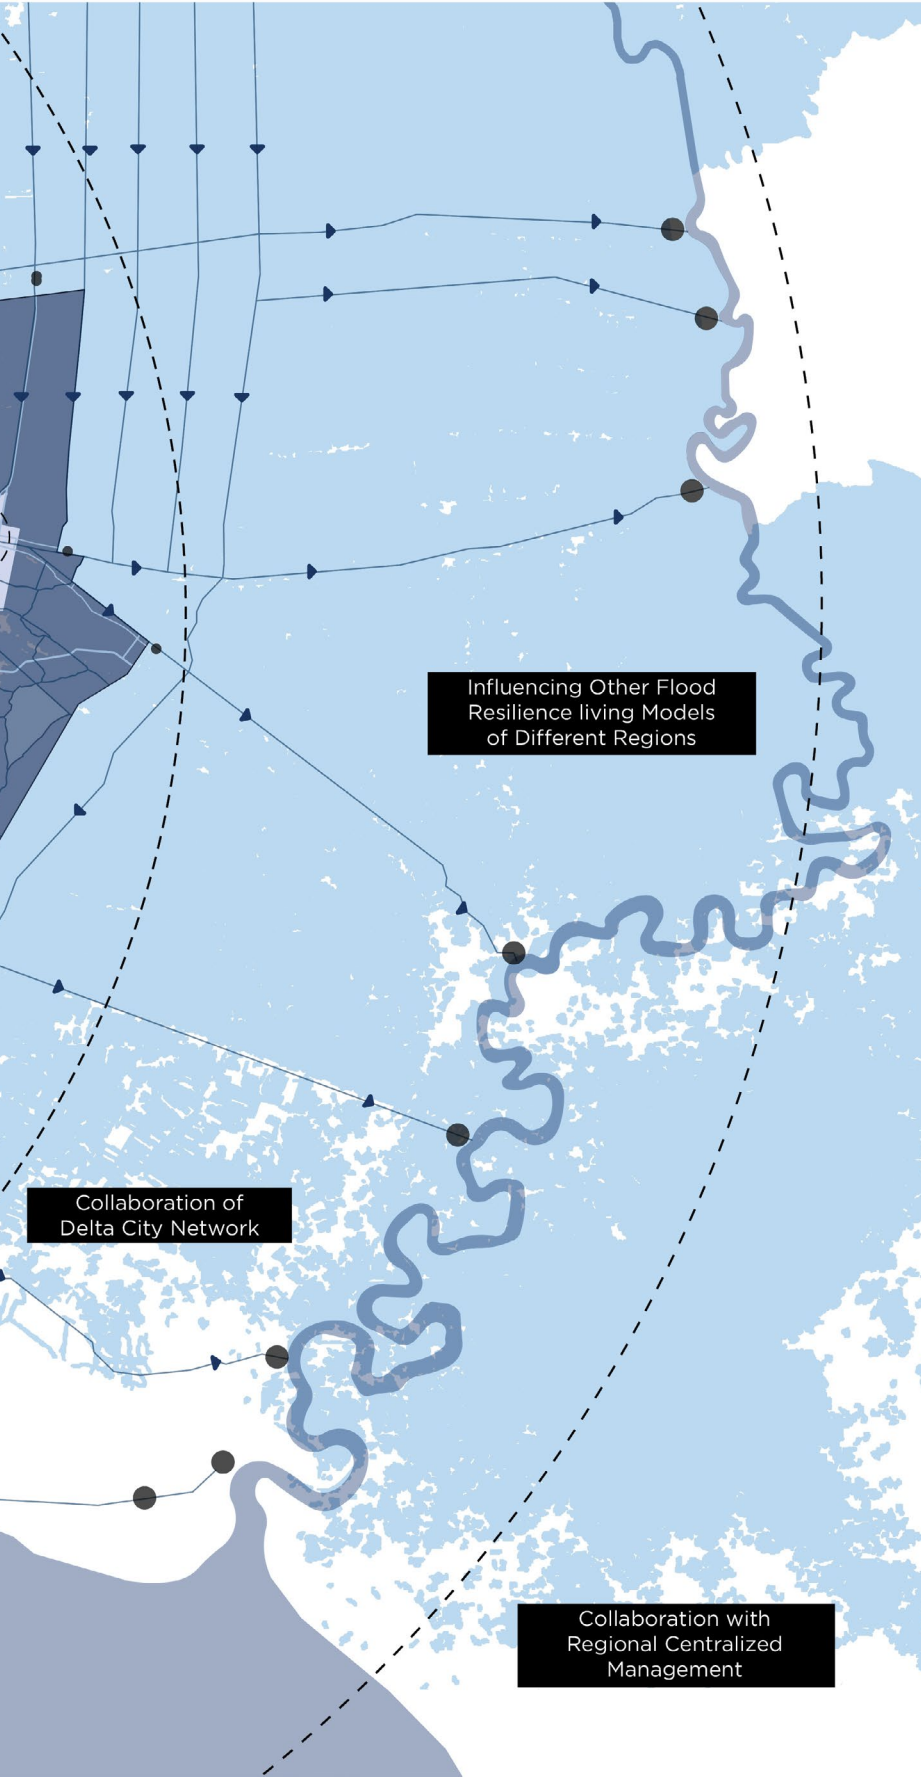 Influencing Other Flood
Resilience living Models
of Different Regions
Collaboration of
Delta City Network
Collaboration with
Regional Centralized
Management